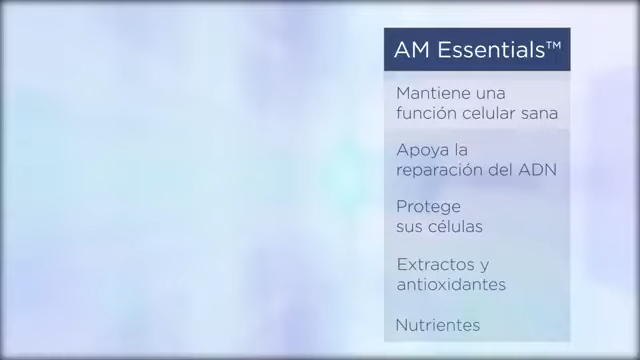 AM Essentials™
Mantiene una
función celular sana
Apoya la
reparación del ADN
Protege
sus células
Extractos y
antioxidantes
Nutrientes